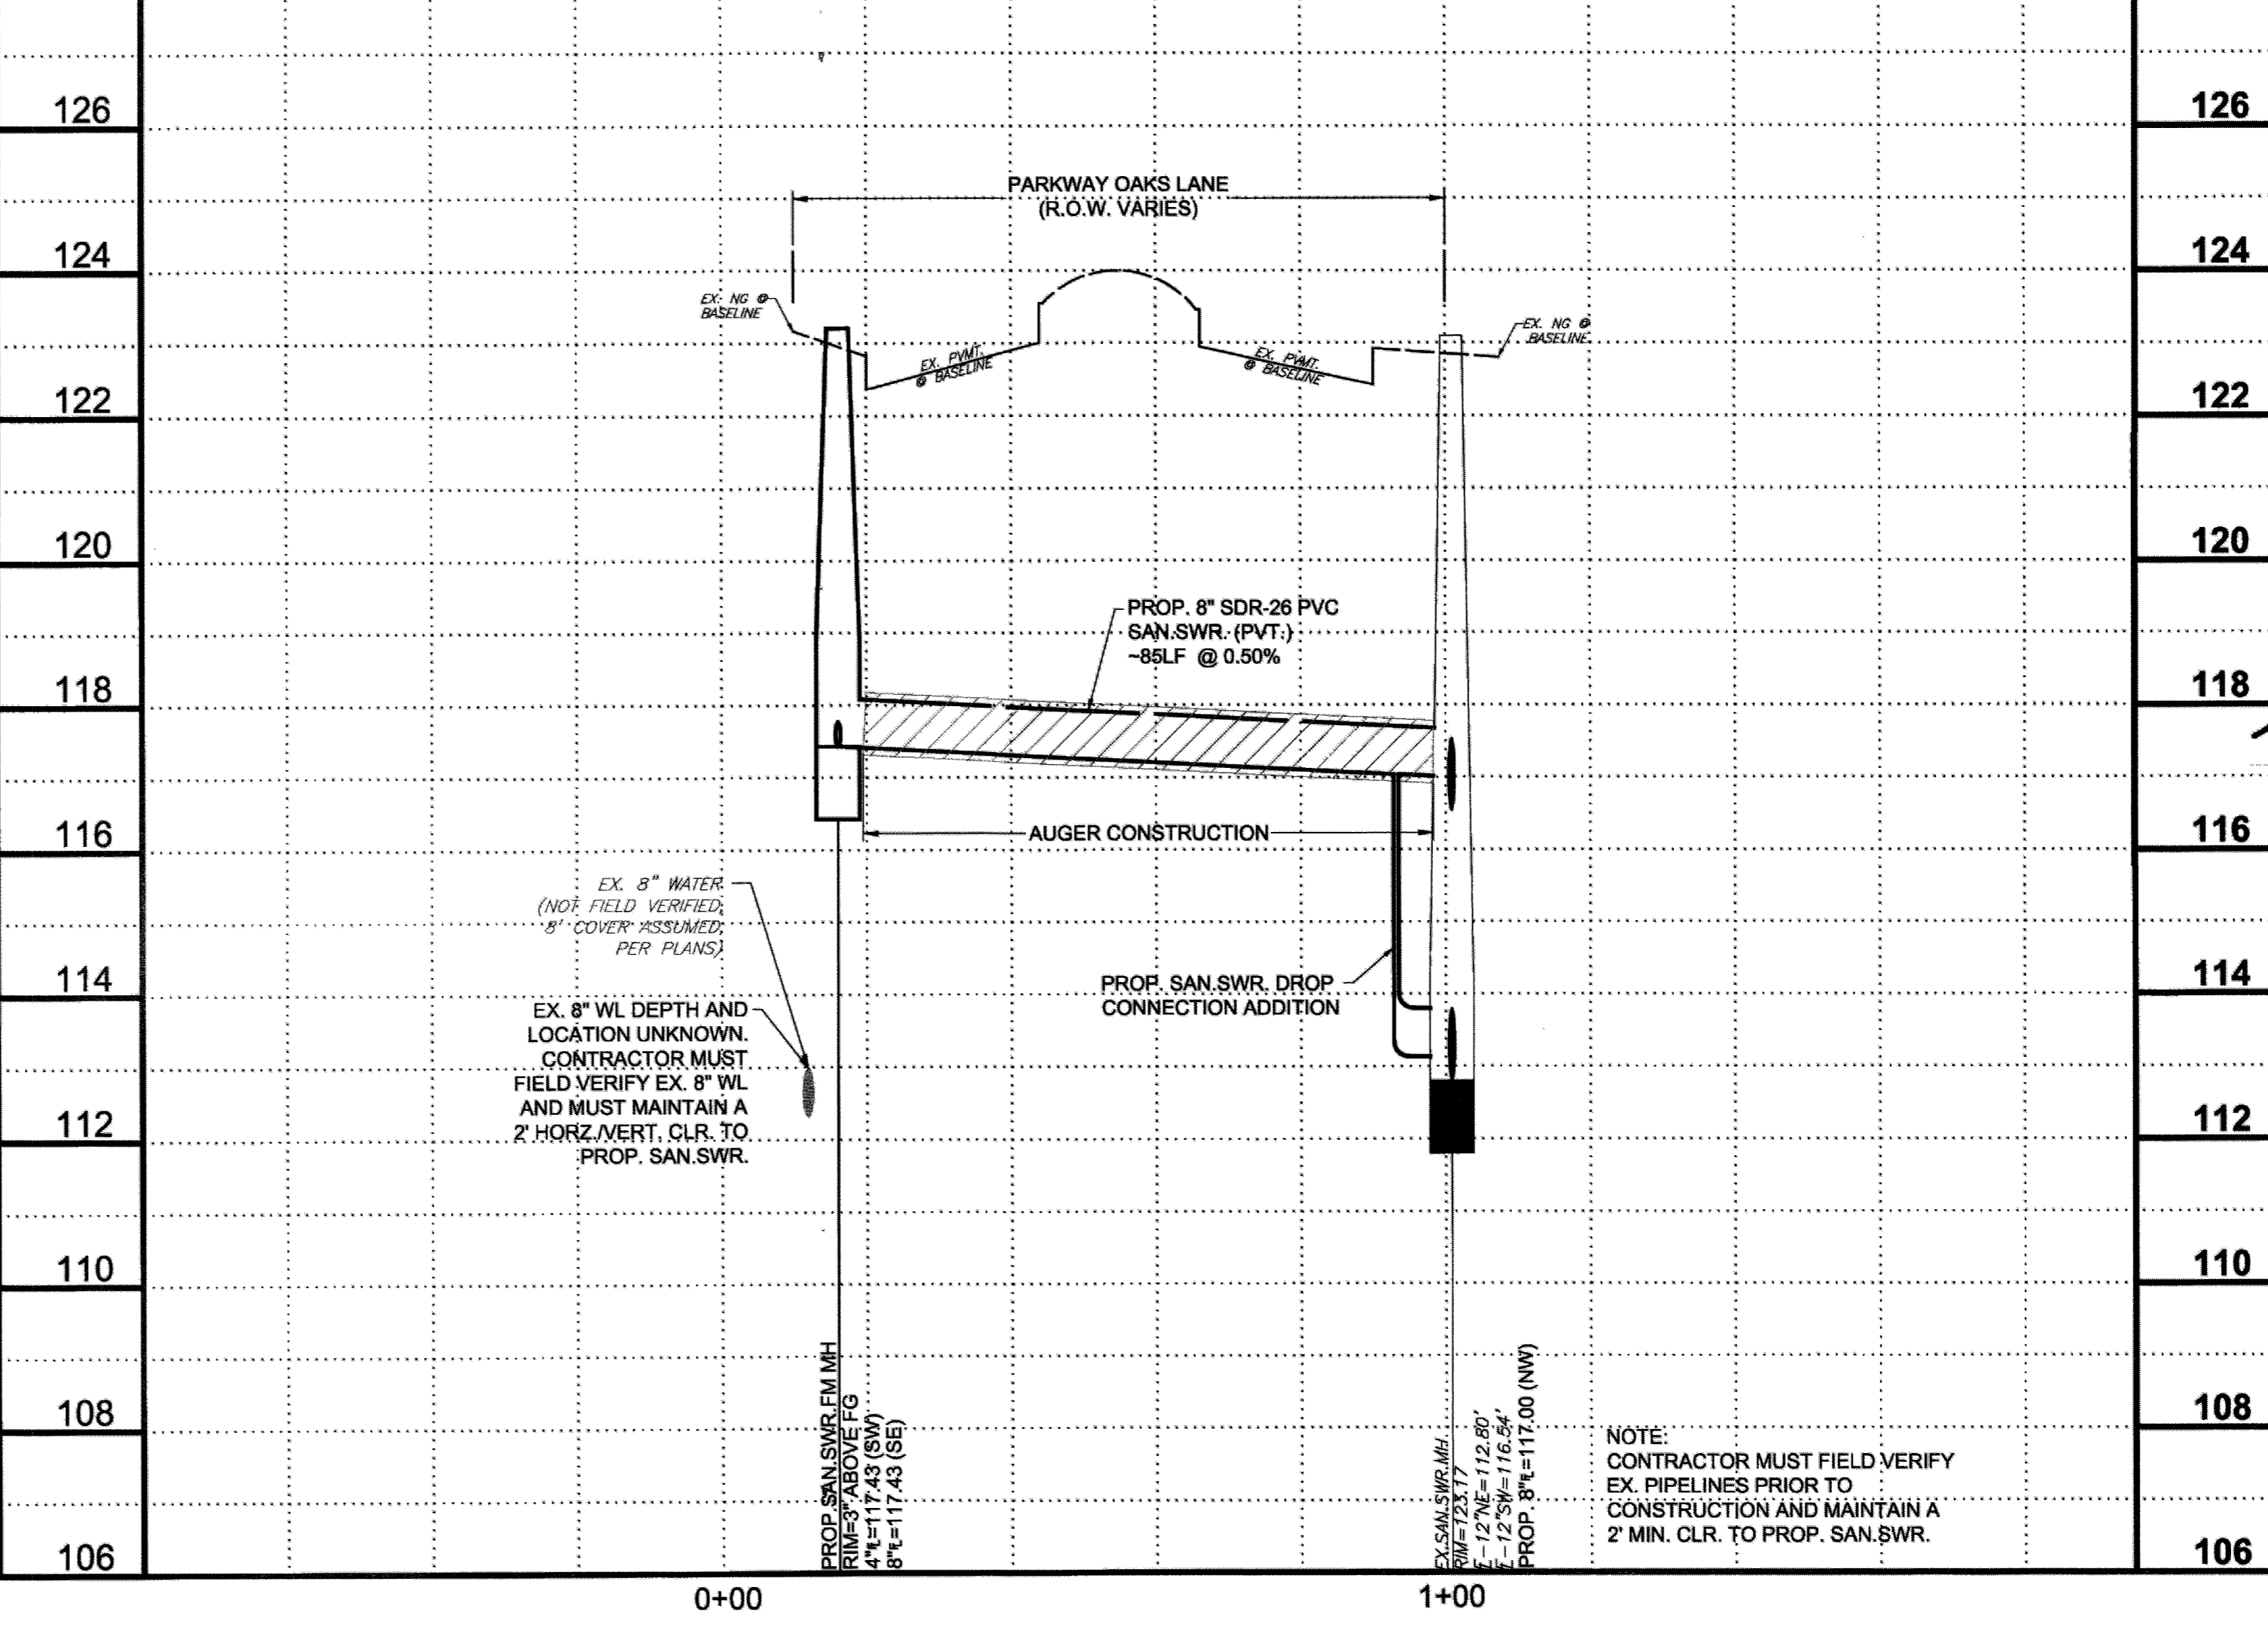 126
126
PARKWAY OAKS LANE
(R.O.W. VARIES)
124
124
EX. NG @
BASELINE
EX. NG @
BASELINE
EX. PVMT.
@ BASELINE
EX. PVMT.
@ BASELINE
122
122
120
120
PROP. 8" SDR-26 PVC
SAN.SWR. (PVT.)
~85LF @ 0.50%
118
118
116
116
AUGER CONSTRUCTION
EX. 8" WATER
(NOT FIELD VERIFIED,
8' COVER ASSUMED,
PER PLANS)
114
114
PROP. SAN.SWR. DROP
CONNECTION ADDITION
EX. 8" WL DEPTH AND
LOCATION UNKNOWN.
CONTRACTOR MUST
FIELD VERIFY EX. 8" WL
AND MUST MAINTAIN A
2' HORZ./VERT. CLR. TO
PROP. SAN.SWR.
112
112
110
110
108
108
PROP.SAN.SWR.FM MH
RIM=3" ABOVE FG
4"℄=117.43 (SW)
8"℄=117.43 (SE)
EX.SAN.SWR.MH.
RIM=123.17
℄-12"NE=112.80'
℄-12"SW=116.54'
PROP. 8"℄=117.00 (NW)
NOTE:
CONTRACTOR MUST FIELD VERIFY
EX. PIPELINES PRIOR TO
CONSTRUCTION AND MAINTAIN A
2' MIN. CLR. TO PROP. SAN.SWR.
106
106
0+00
1+00